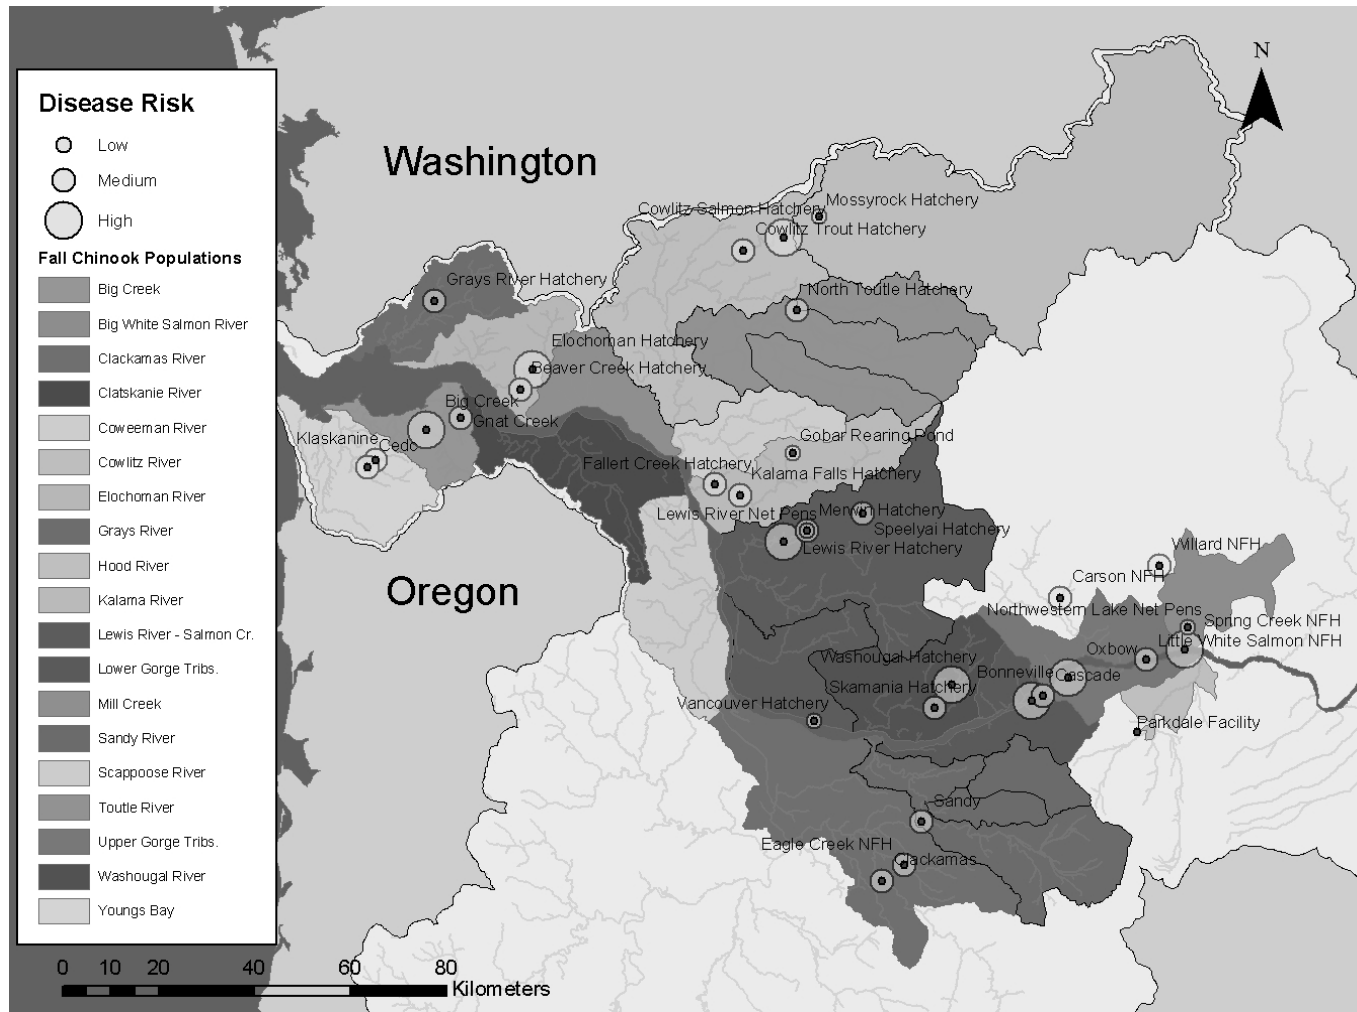 N
Disease Risk
Low
Medium
High
Fall Chinook Populations
Big Creek
Big White Salmon River
Clackamas River
Clatskanie River
Coweeman River
Cowlitz River
Elochoman River
Grays River
Hood River
Kalama River
Lewis River - Salmon Cr.
Lower Gorge Tribs.
Mill Creek
Sandy River
Scappoose River
Toutle River
Upper Gorge Tribs.
Washougal River
Youngs Bay
Washington
Oregon
Mossyrock Hatchery
Cowlitz Salmon Hatchery
Cowlitz Trout Hatchery
Grays River Hatchery
North Toutle Hatchery
Elochoman Hatchery
Beaver Creek Hatchery
Big Creek
Gnat Creek
Klaskanine
Cedc
Gobar Rearing Pond
Fallert Creek Hatchery
Kalama Falls Hatchery
Lewis River Net Pens
Merwin Hatchery
Speelyai Hatchery
Lewis River Hatchery
Willard NFH
Carson NFH
Northwestern Lake Net Pens
Spring Creek NFH
Little White Salmon NFH
Oxbow
Washougal Hatchery
Bonneville
Cascade
Skamania Hatchery
Vancouver Hatchery
Parkdale Facility
Sandy
Eagle Creek NFH
Clackamas
0 10 20 40 60 80
Kilometers